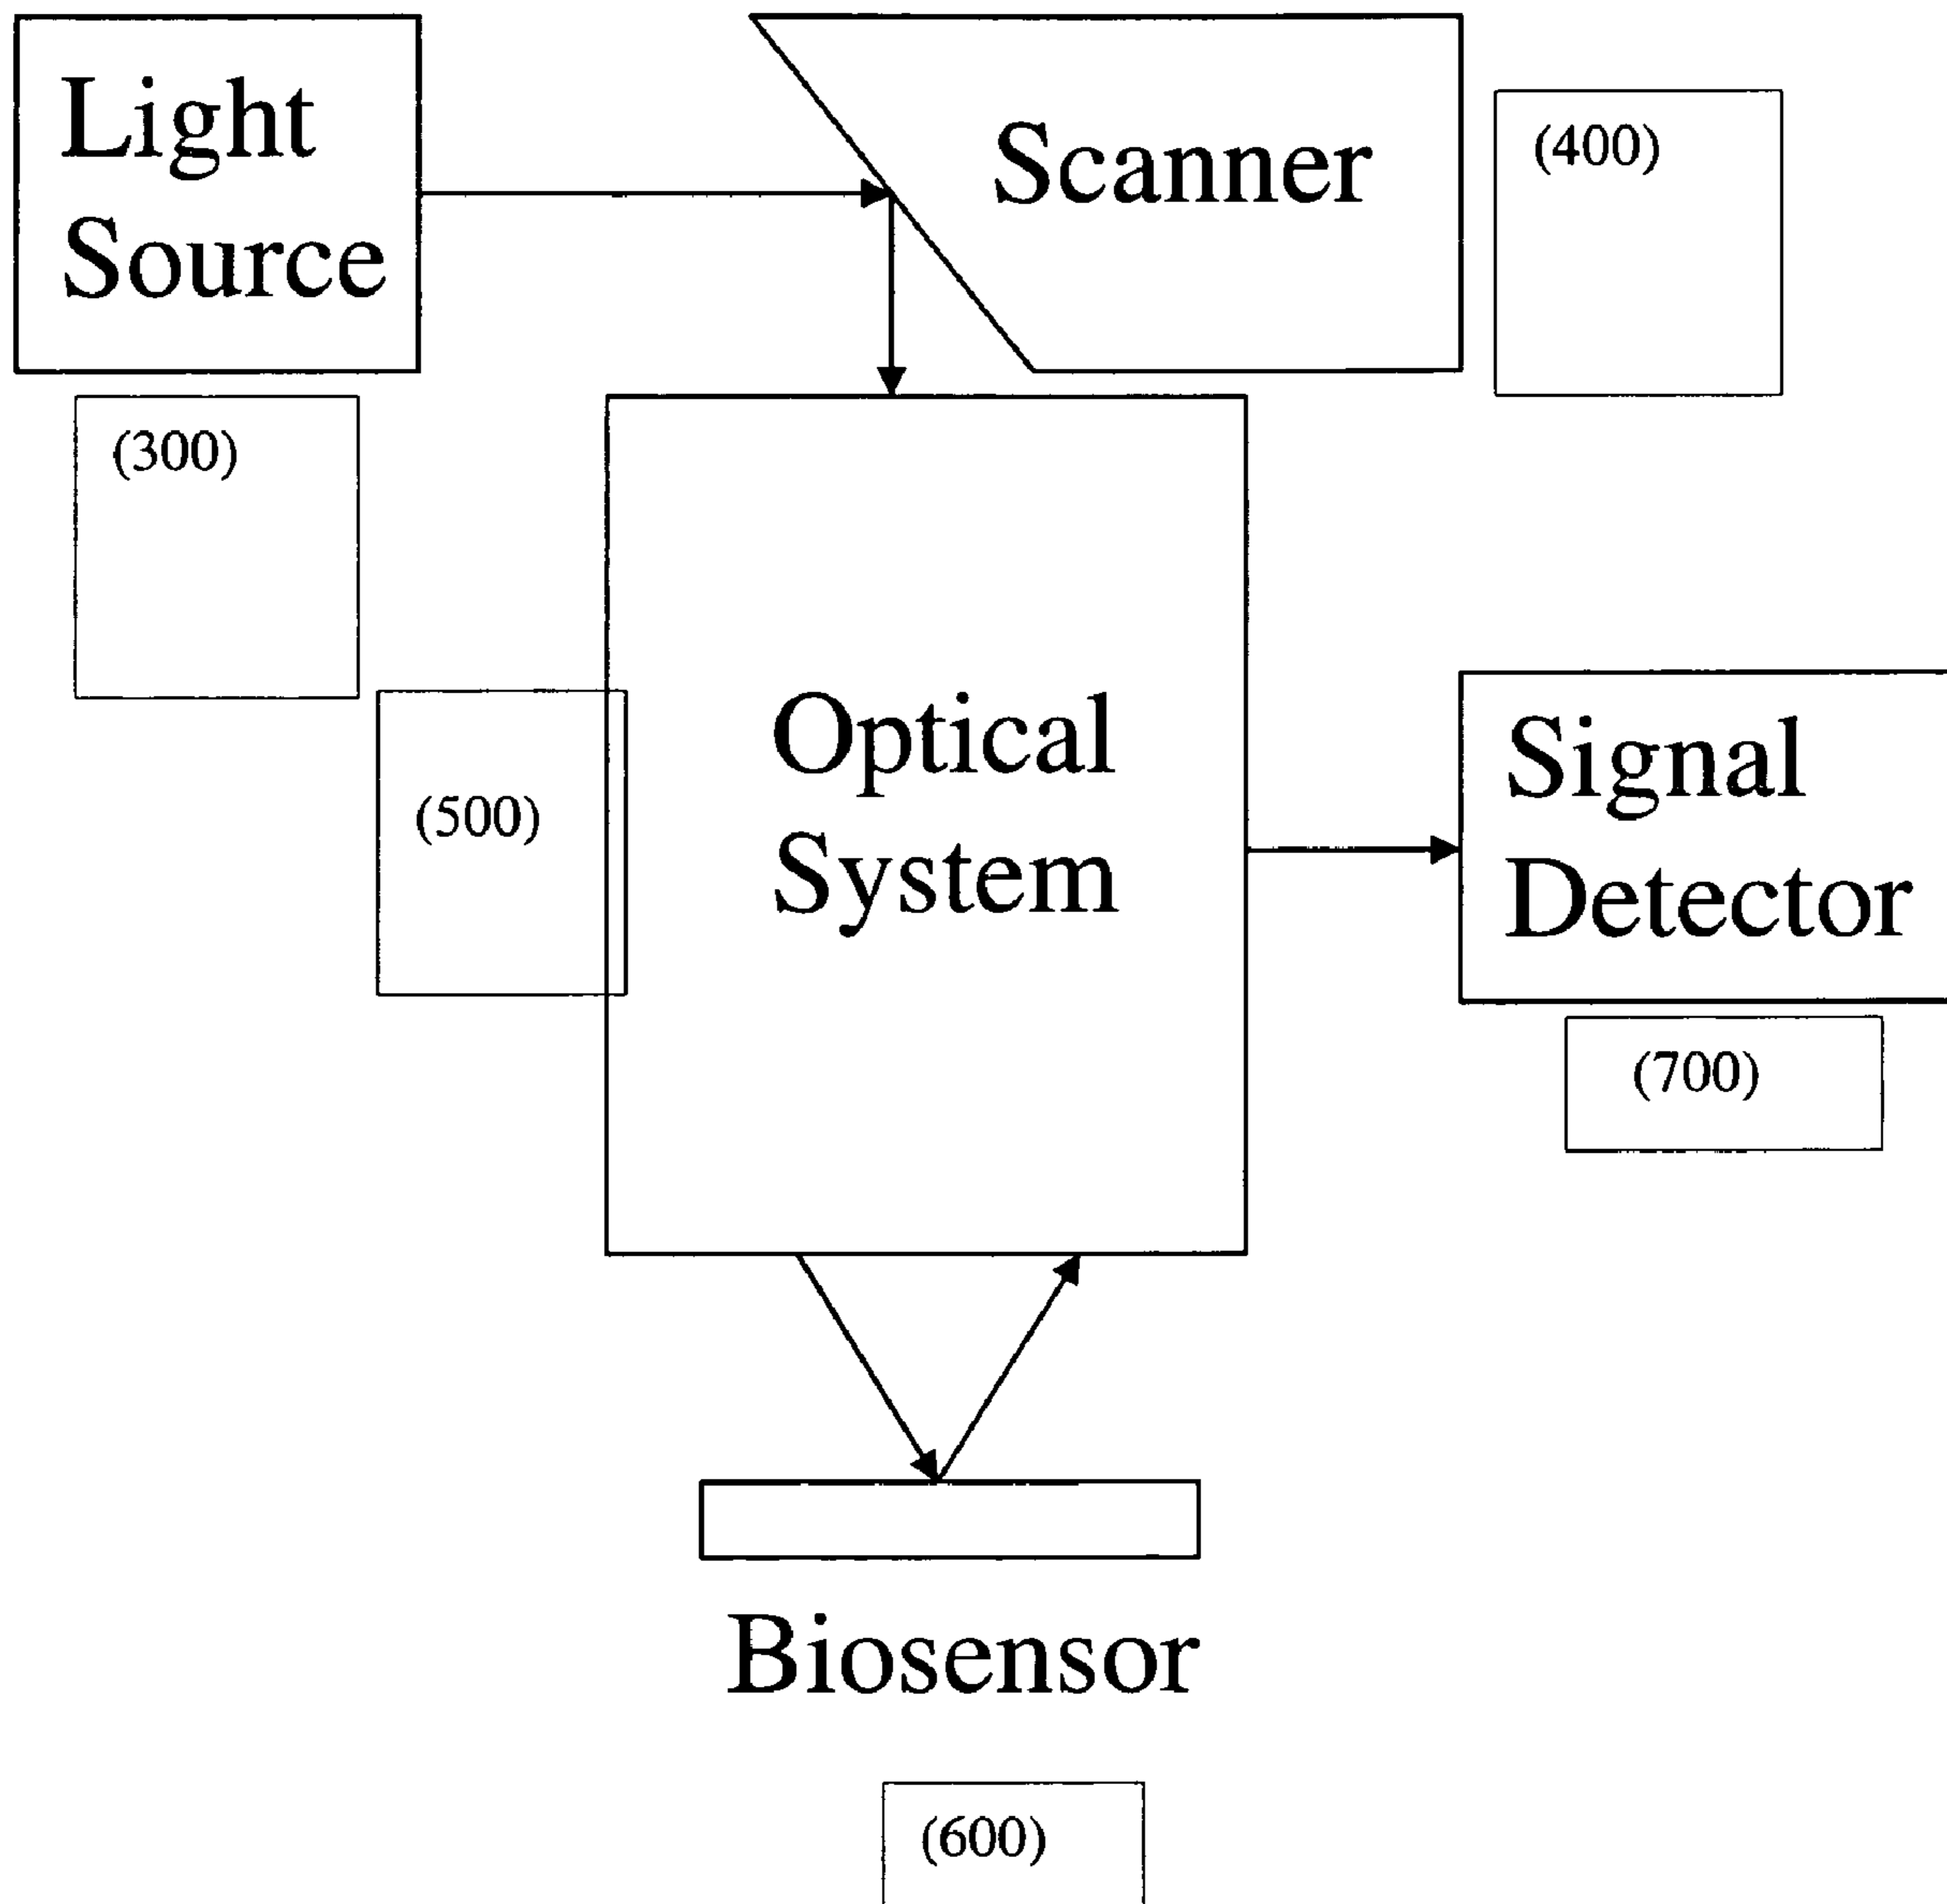 Light
Source
Scanner
(400)
(300)
Optical
System
(500)
Signal
Detector
(700)
Biosensor
(600)